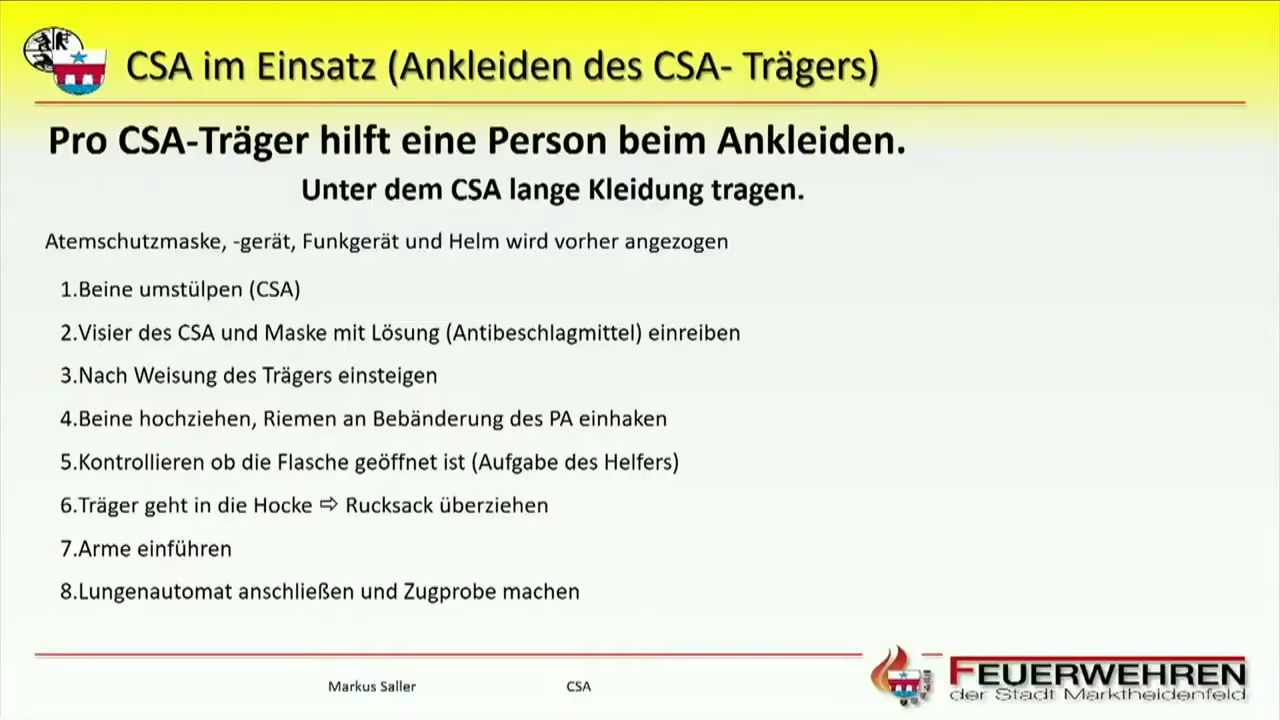 CSA im Einsatz (Ankleiden des CSA- Trägers)
Pro CSA-Träger hilft eine Person beim Ankleiden.
Unter dem CSA lange Kleidung tragen.
Atemschutzmaske, -gerät, Funkgerät und Helm wird vorher angezogen
1.Beine umstülpen (CSA)
2.Visier des CSA und Maske mit Lösung (Antibeschlagmittel) einreiben
3.Nach Weisung des Trägers einsteigen
4.Beine hochziehen, Riemen an Bebänderung des PA einhaken
5.Kontrollieren ob die Flasche geöffnet ist (Aufgabe des Helfers)
6.Träger geht in die Hocke ⇨ Rucksack überziehen
7.Arme einführen
8.Lungenautomat anschließen und Zugprobe machen
Markus Saller
CSA
FEUERWEHREN
der Stadt Marktheidenfeld